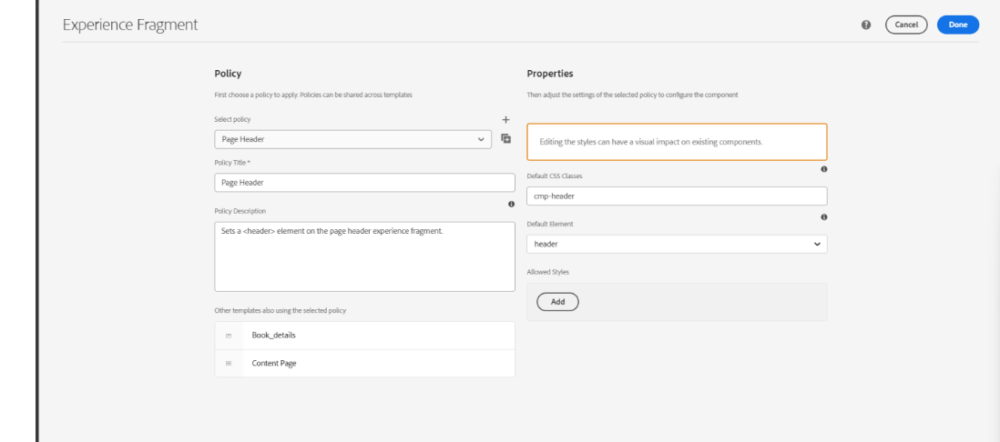 Experience Fragment
Cancel
Done
Policy
First choose a policy to apply. Policies can be shared across templates
Select policy
Page Header
Policy Title *
Page Header
Policy Description
Sets a <header> element on the page header experience fragment.
Other templates also using the selected policy
Book_details
Content Page
Properties
Then adjust the settings of the selected policy to configure the component
Editing the styles can have a visual impact on existing components.
Default CSS Classes
cmp-header
Default Element
header
Allowed Styles
Add